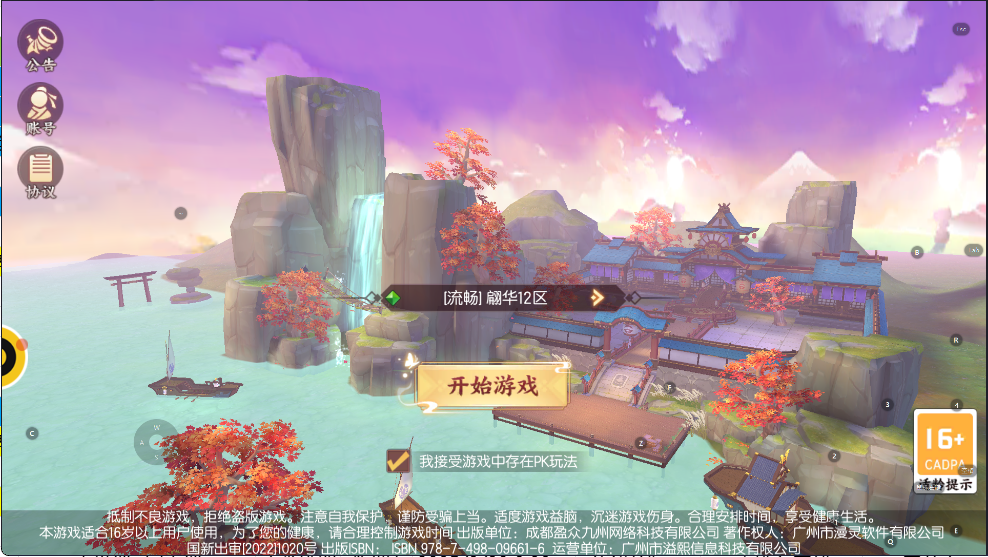 公告
账号
协议
[流畅] 翩华12区
开始游戏
我接受游戏中存在PK玩法
16+
CADPA
适龄提示
抵制不良游戏，拒绝盗版游戏。注意自我保护，谨防受骗上当。适度游戏益脑，沉迷游戏伤身。合理安排时间，享受健康生活。
本游戏适合16岁以上用户使用，为了您的健康，请合理控制游戏时间 出版单位：成都盈众九州网络科技有限公司 著作权人：广州市漫灵软件有限公司
国新出审[2022]1020号 出版ISBN： ISBN 978-7-498-09661-6 运营单位：广州市溢熙信息科技有限公司